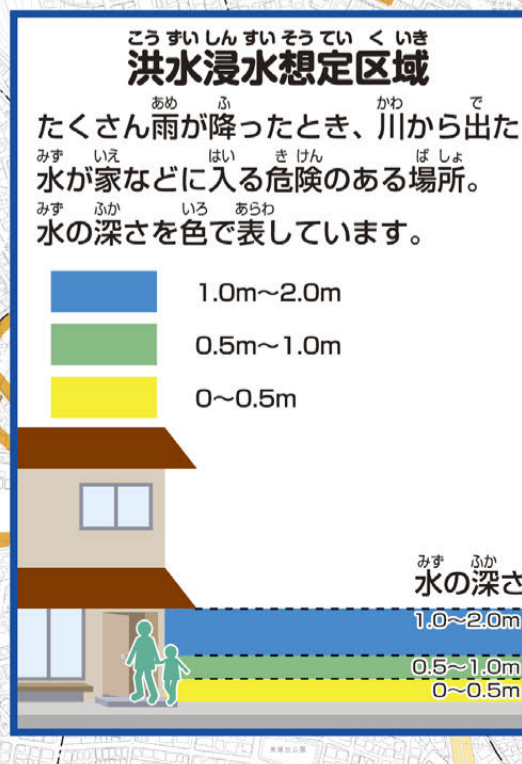 こうずいしんすいそうていくいき
洪水浸水想定区域
あめ ふ かわ で
たくさん雨が降ったとき、川から出た
みず いえ はい きけん ばしょ
水が家などに入る危険のある場所。
みず ふか いろ あらわ
水の深さを色で表しています。
1.0m～2.0m
0.5m～1.0m
0～0.5m
みず ふか
水の深さ
1.0～2.0m
0.5～1.0m
0～0.5m